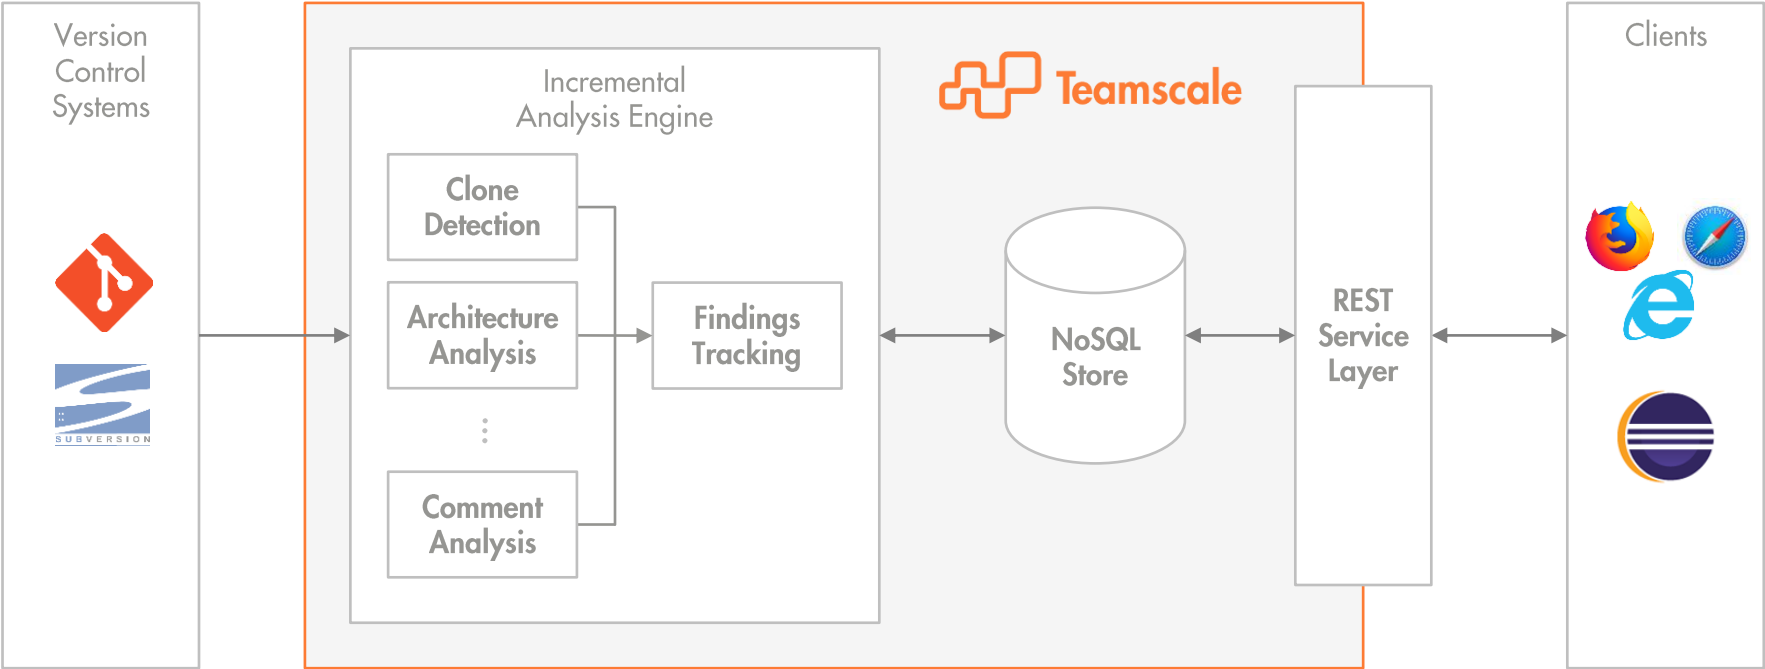 Version
Control
Systems
SUBVERSION
Incremental
Analysis Engine
Clone
Detection
Architecture
Analysis
Comment
Analysis
Findings
Tracking
Teamscale
NoSQL
Store
REST
Service
Layer
Clients